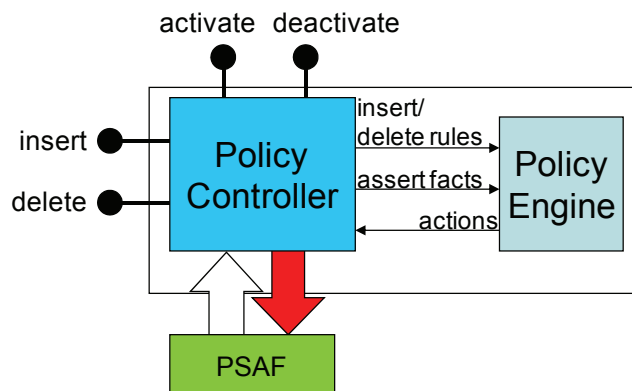 activate deactivate
insert
delete
Policy
Controller
insert/
delete rules
assert facts
actions
Policy
Engine
PSAF